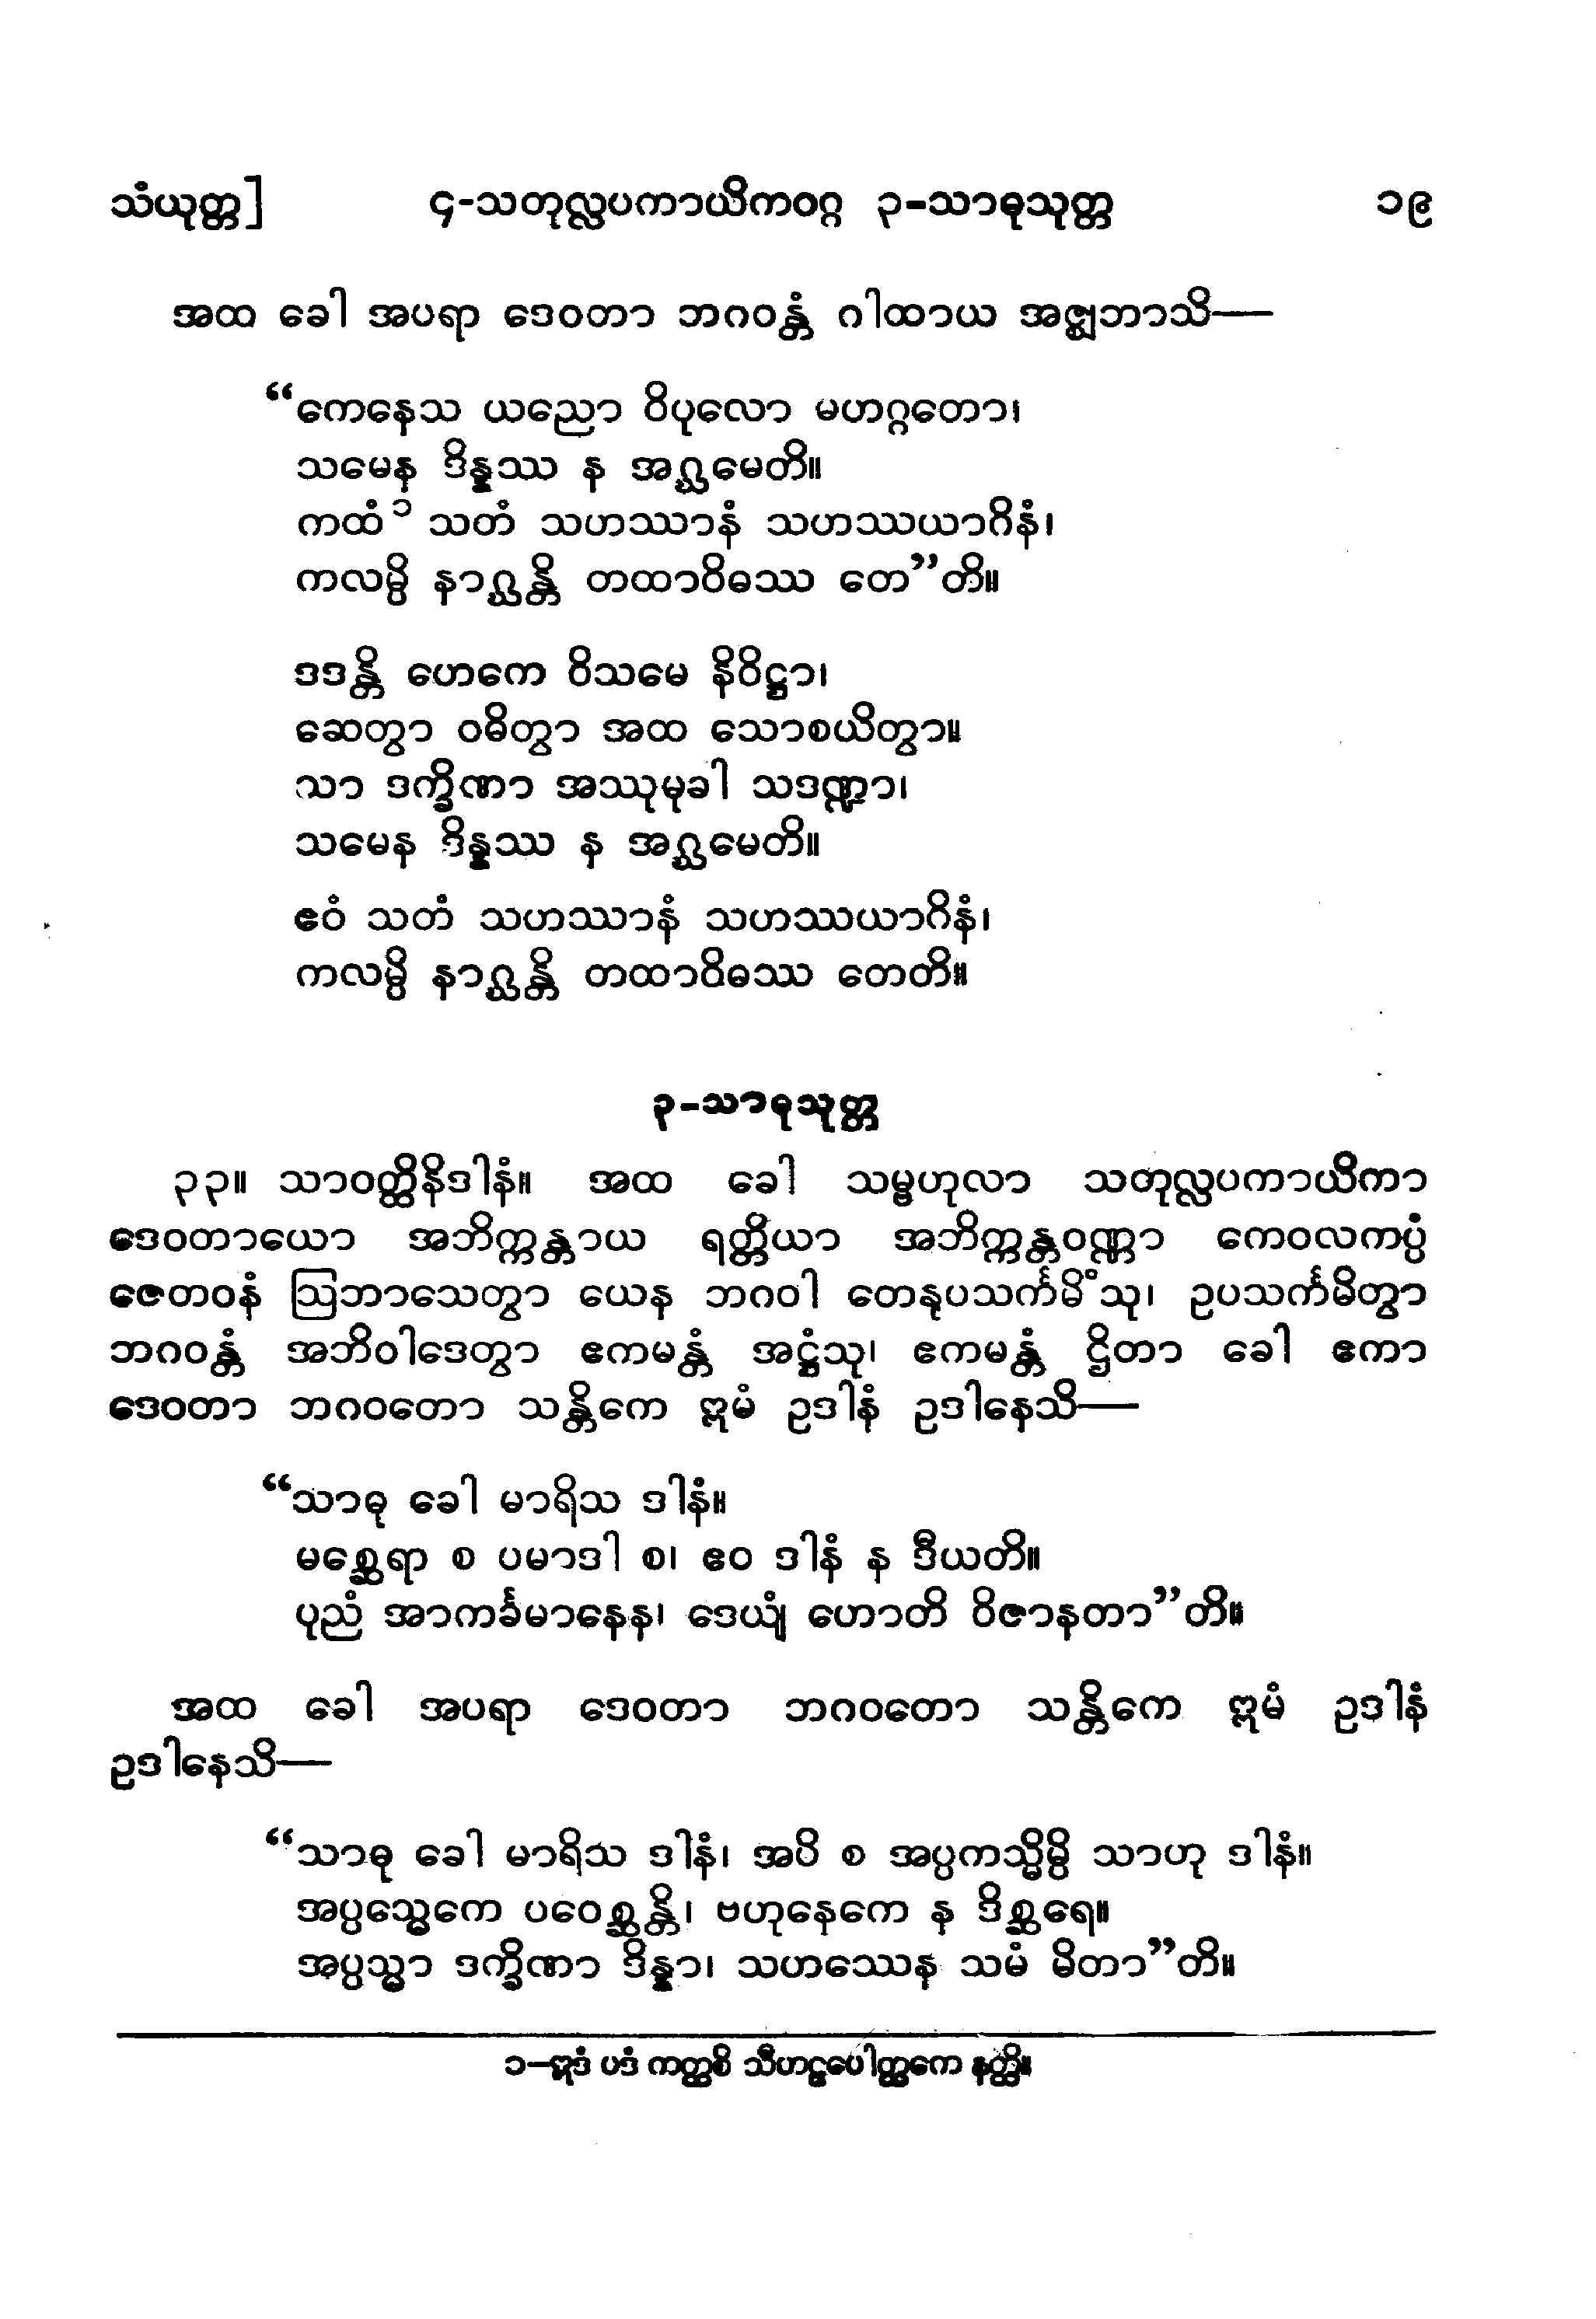 သံယုတ္တ] ၄-သတုလ္လပကာယိကဝဂ္ဂ ၃-သာဓုသုတ္တ ၁၉
အထ ခေါ အပရာ ဒေဝတာ ဘဂဝန္တံ ဂါထာယ အဇ္ဈဘာသိ—
“ကေနေသ ယညော ဝိပုလော မဟဂ္ဂတော၊
သမေန ဒိန္နဿ န အဂ္ဃမေတိ။
ကထံ ၁ သတံ သဟဿာနံ သဟဿယာဂိနံ၊
ကလမ္ပိ နာဂ္ဃန္တိ တထာဝိဓဿ တေ”တိ။
ဒဒန္တိ ဟေကေ ဝိသမေ နိဝိဋ္ဌာ၊
ဆေတွာ ဝဓိတွာ အထ သောစယိတွာ။
သာ ဒက္ခိဏာ အဿုမုခါ သဒဏ္ဍာ၊
သမေန ဒိန္နဿ န အဂ္ဃမေတိ။
ဧဝံ သတံ သဟဿာနံ သဟဿယာဂိနံ၊
ကလမ္ပိ နာဂ္ဃန္တိ တထာဝိဓဿ တေတိ။
၃-သာဓုသုတ္တ
၃၃။ သာဝတ္ထိနိဒါနံ။ အထ ခေါ သမ္ဗဟုလာ သတုလ္လပကာယိကာ
ဒေဝတာယော အဘိက္ကန္တာယ ရတ္တိယာ အဘိက္ကန္တဝဏ္ဏာ ကေဝလကပ္ပံ
ဇေတဝနံ ဩဘာသေတွာ ယေန ဘဂဝါ တေနုပသင်္ကမိံသု၊ ဥပသင်္ကမိတွာ
ဘဂဝန္တံ အဘိဝါဒေတွာ ဧကမန္တံ အဋ္ဌံသု၊ ဧကမန္တံ ဌိတာ ခေါ ဧကာ
ဒေဝတာ ဘဂဝတော သန္တိကေ ဣမံ ဥဒါနံ ဥဒါနေသိ—
“သာဓု ခေါ မာရိသ ဒါနံ။
မစ္ဆေရာ စ ပမာဒါ စ၊ ဧဝ ဒါနံ န ဒီယတိ။
ပုညံ အာကင်္ခမာနေန၊ ဒေယျံ ဟောတိ ဝိဇာနတာ”တိ။
အထ ခေါ အပရာ ဒေဝတာ ဘဂဝတော သန္တိကေ ဣမံ ဥဒါနံ
ဥဒါနေသိ—
“သာဓု ခေါ မာရိသ ဒါနံ၊ အပိ စ အပ္ပကသ္မိမ္ပိ သာဟု ဒါနံ။
အပ္ပသ္မေကေ ပဝေစ္ဆန္တိ၊ ဗဟုနေကေ န ဒိစ္ဆရေ။
အပ္ပသ္မာ ဒက္ခိဏာ ဒိန္နာ၊ သဟဿေန သမံ မိတာ”တိ။
၁-ဣဒံ ပဒံ ကတ္ထစိ သီဟဠပေါတ္ထကေ နတ္ထိ။